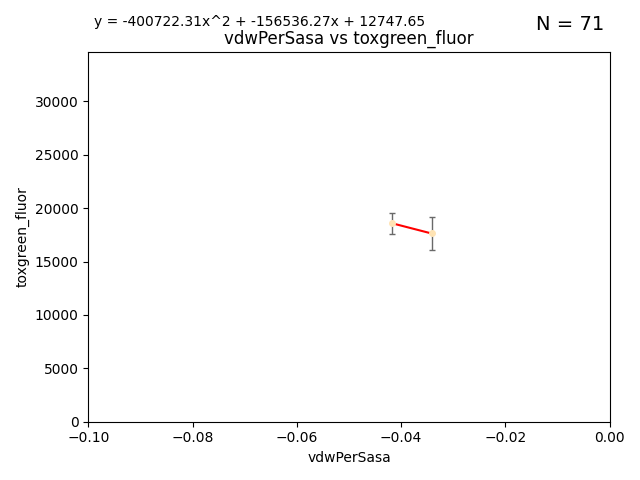 y = -400722.31x^2 + -156536.27x + 12747.65
N = 71
vdwPerSasa vs toxgreen_fluor
30000
25000
20000
15000
10000
5000
0
toxgreen_fluor
−0.10
−0.08
−0.06
−0.04
−0.02
0.00
vdwPerSasa